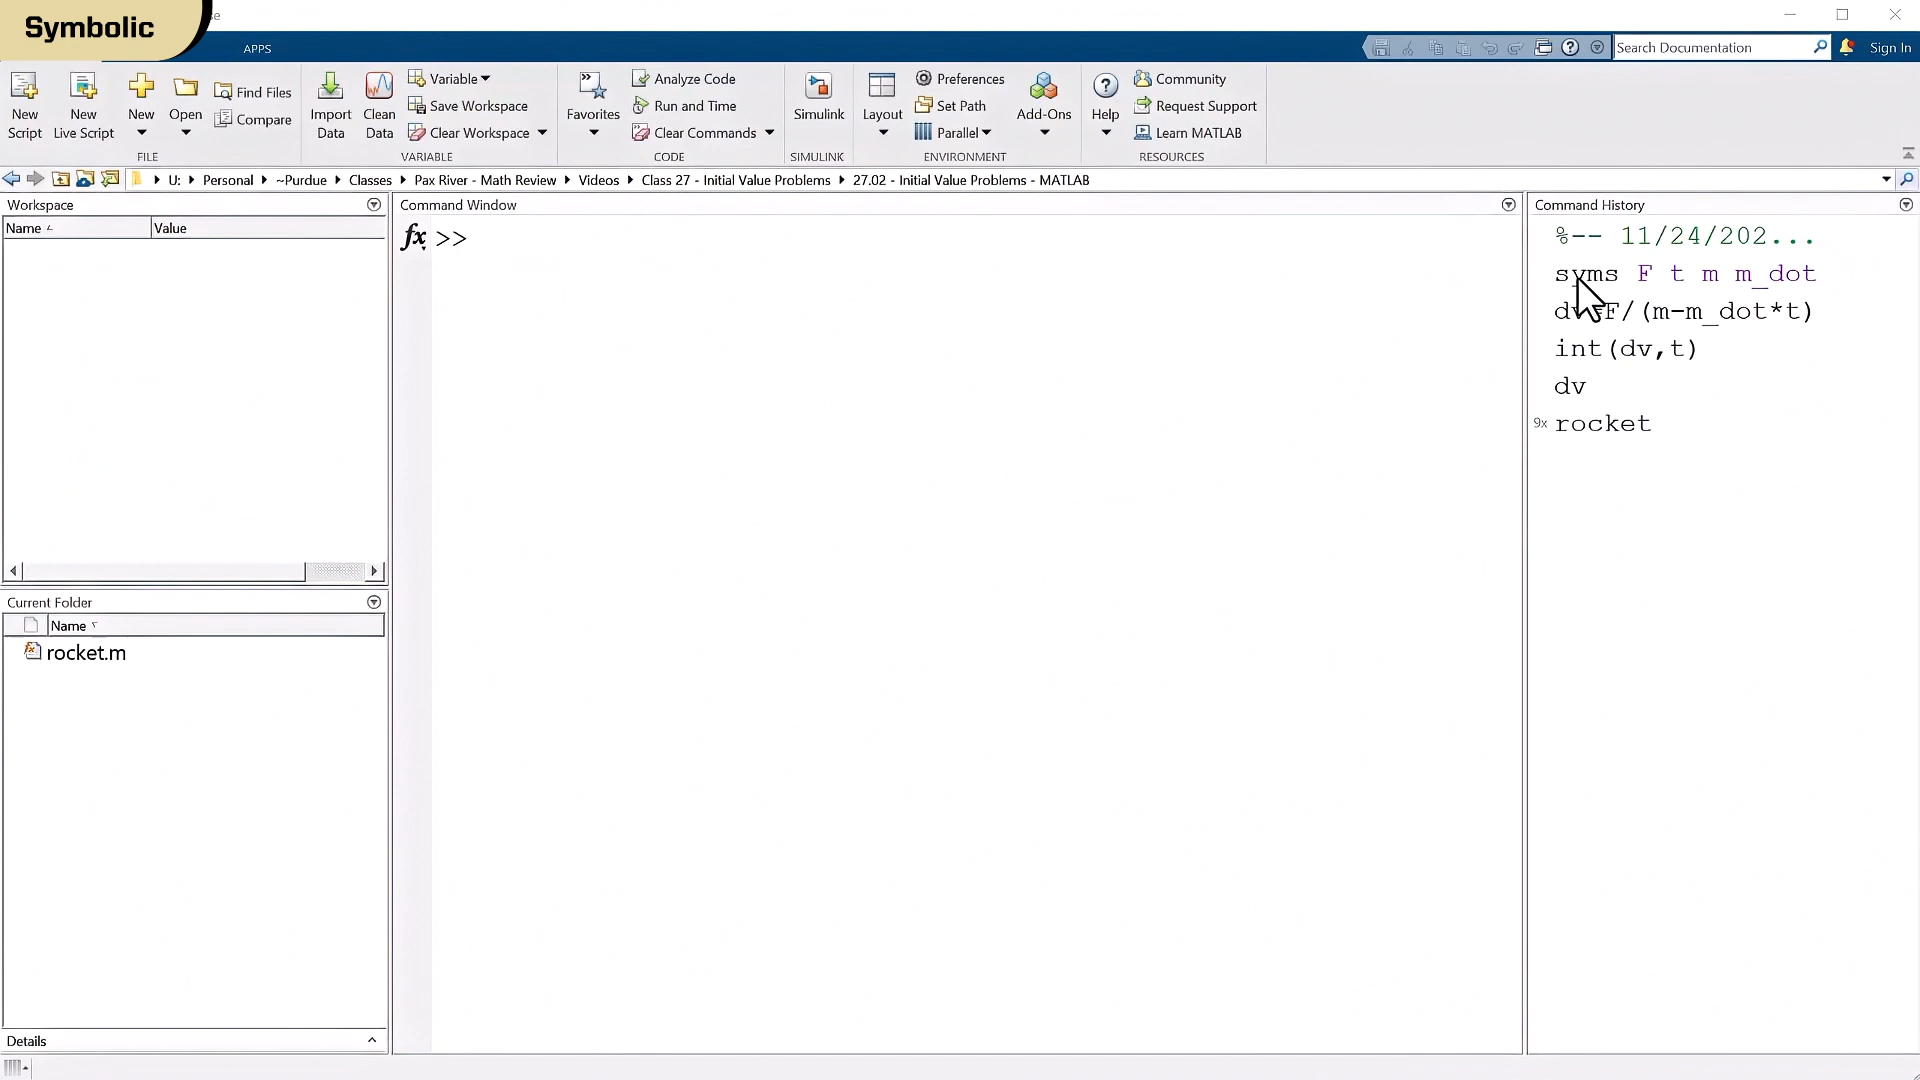 Symbolic
se
APPS
Search Documentation
Sign In
New Script
New Live Script
New
Open
Find Files
Compare
FILE
Import Data
Clean Data
Variable
Save Workspace
Clear Workspace
VARIABLE
Favorites
Analyze Code
Run and Time
Clear Commands
CODE
Simulink
SIMULINK
Layout
Preferences
Set Path
Parallel
Add-Ons
ENVIRONMENT
Help
Community
Request Support
Learn MATLAB
RESOURCES
U: Personal ~Purdue Classes Pax River - Math Review Videos Class 27 - Initial Value Problems 27.02 - Initial Value Problems - MATLAB
Workspace
Name Value
Current Folder
Name
rocket.m
Details
Command Window
fx >>
Command History
%-- 11/24/202...
syms F t m m_dot
dv=F/(m-m_dot*t)
int(dv,t)
dv
9x rocket